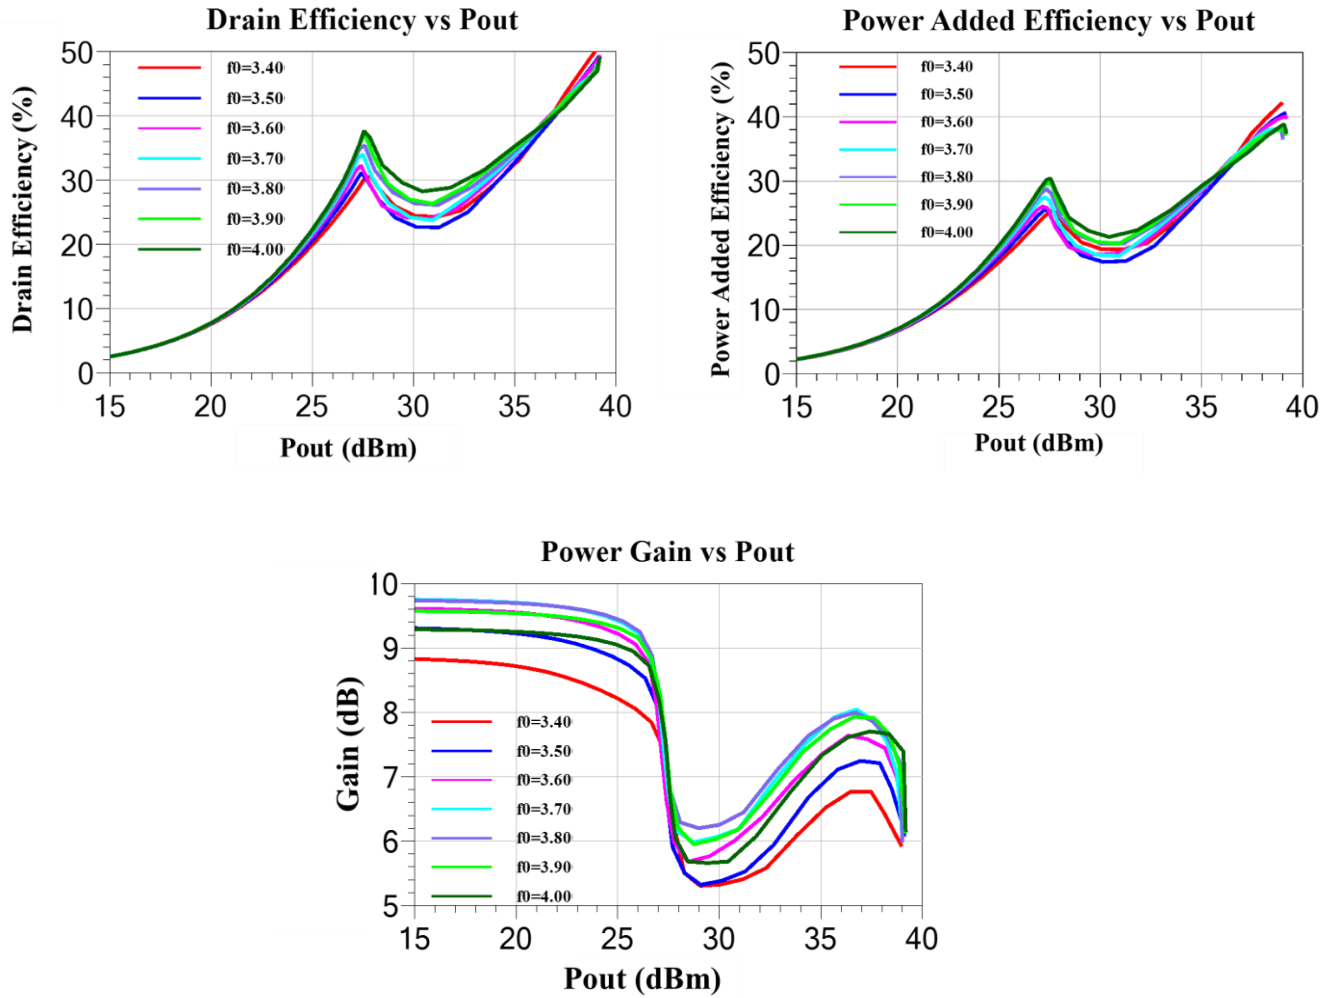 Drain Efficiency vs Pout
Drain Efficiency (%)
50
40
30
20
10
0
f0=3.40
f0=3.50
f0=3.60
f0=3.70
f0=3.80
f0=3.90
f0=4.00
15 20 25 30 35 40
Pout (dBm)
Power Added Efficiency vs Pout
Power Added Efficiency (%)
50
40
30
20
10
0
f0=3.40
f0=3.50
f0=3.60
f0=3.70
f0=3.80
f0=3.90
f0=4.00
15 20 25 30 35 40
Pout (dBm)
Power Gain vs Pout
Gain (dB)
10
9
8
7
6
5
f0=3.40
f0=3.50
f0=3.60
f0=3.70
f0=3.80
f0=3.90
f0=4.00
15 20 25 30 35 40
Pout (dBm)